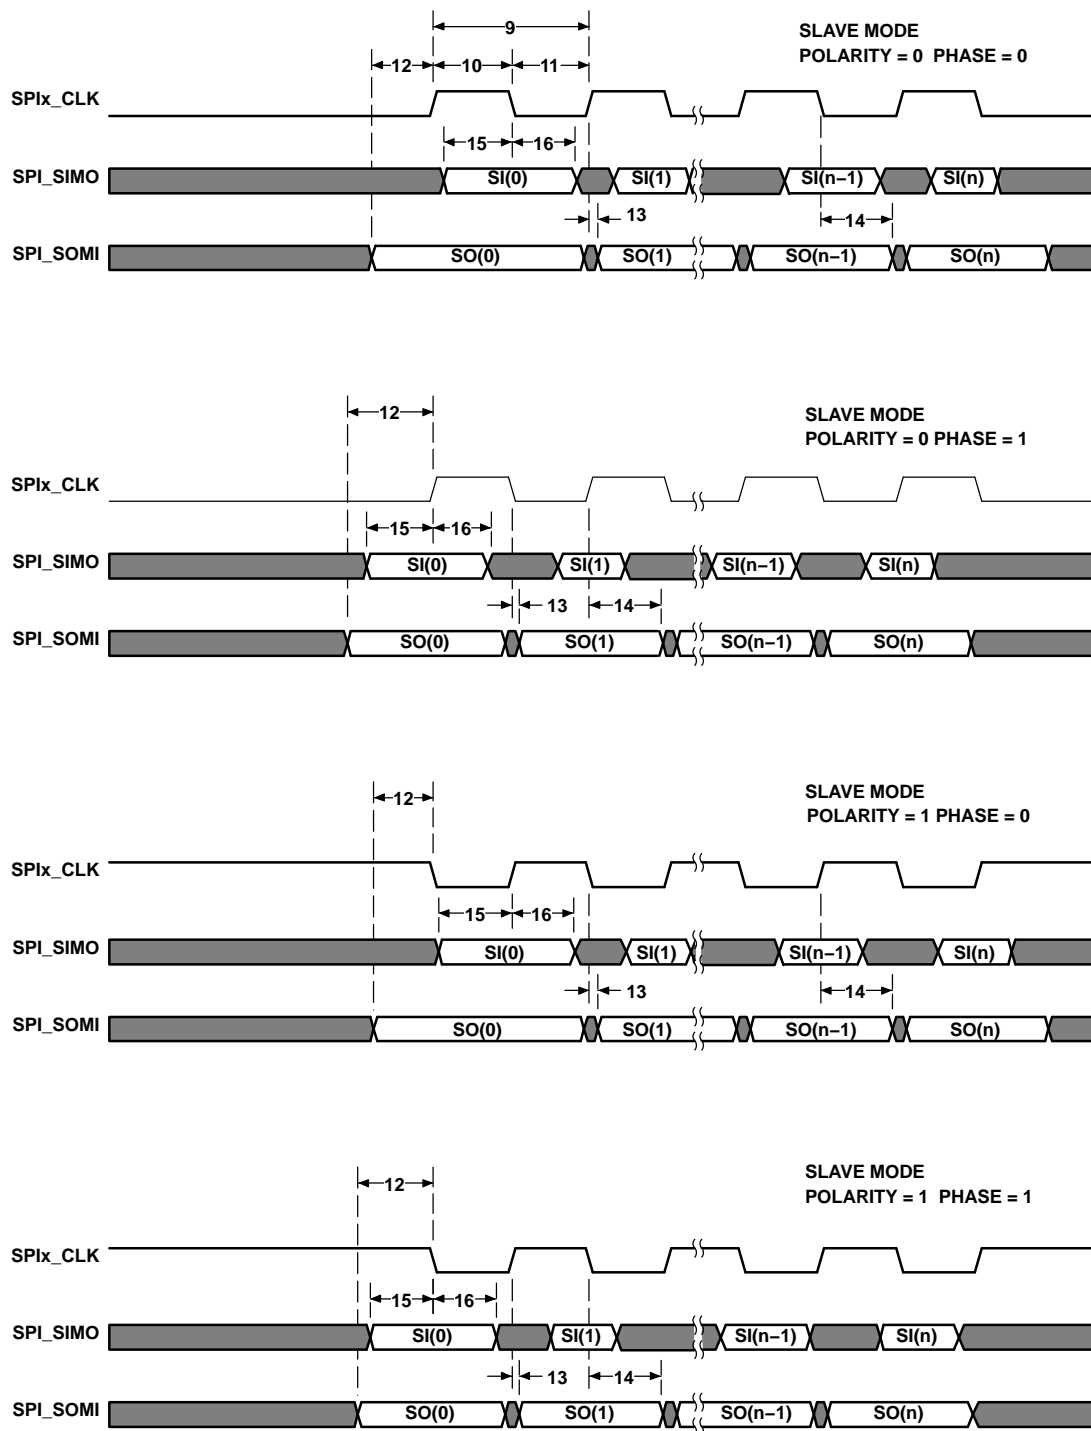 9
SLAVE MODE
POLARITY = 0 PHASE = 0
12 10 11
SPIx_CLK
15 16
SPI_SIMO SI(0) SI(1) SI(n−1) SI(n)
13 14
SPI_SOMI SO(0) SO(1) SO(n−1) SO(n)
12
SLAVE MODE
POLARITY = 0 PHASE = 1
SPIx_CLK
15 16
SPI_SIMO SI(0) SI(1) SI(n−1) SI(n)
13 14
SPI_SOMI SO(0) SO(1) SO(n−1) SO(n)
SLAVE MODE
12
POLARITY = 1 PHASE = 0
SPIx_CLK
15 16
SPI_SIMO SI(0) SI(1) SI(n−1) SI(n)
13 14
SPI_SOMI SO(0) SO(1) SO(n−1) SO(n)
SLAVE MODE
12
POLARITY = 1 PHASE = 1
SPIx_CLK
15 16
SPI_SIMO SI(0) SI(1) SI(n−1) SI(n)
13 14
SPI_SOMI SO(0) SO(1) SO(n−1) SO(n)